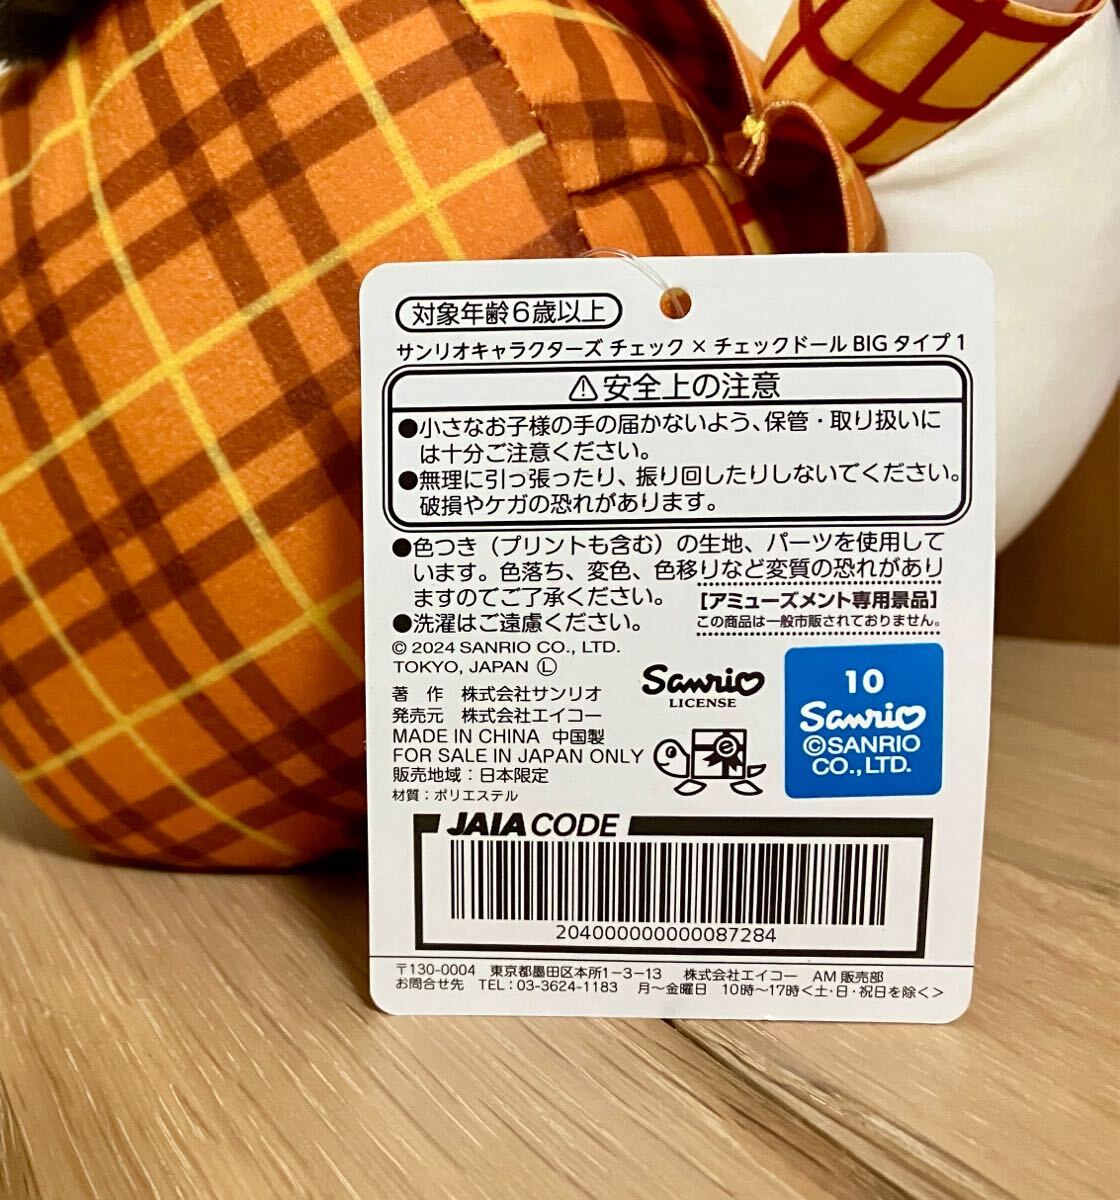 対象年齢6歳以上
サンリオキャラクターズ チェック×チェックドールBIG タイプ1
⚠安全上の注意
●小さなお子様の手の届かないよう、保管・取り扱いに
は十分ご注意ください。
●無理に引っ張ったり、振り回したりしないでください。
破損やケガの恐れがあります。
●色つき（プリントも含む）の生地、パーツを使用して
います。色落ち、変色、色移りなど変質の恐れがあり
ますのでご了承ください。
●洗濯はご遠慮ください。
[アミューズメント専用景品]
この商品は一般市販されておりません。
© 2024 SANRIO CO., LTD.
TOKYO, JAPAN Ⓛ
著 作 株式会社サンリオ
発売元 株式会社エイコー
MADE IN CHINA 中国製
FOR SALE IN JAPAN ONLY
販売地域：日本限定
材質：ポリエステル
Sanrio
LICENSE
e
10
Sanrio
©SANRIO
CO.,LTD.
JAIA CODE
204000000000087284
〒130-0004 東京都墨田区本所1-3-13 株式会社エイコー AM販売部
お問合せ先 TEL：03-3624-1183 月〜金曜日 10時〜17時<土・日・祝日を除く>